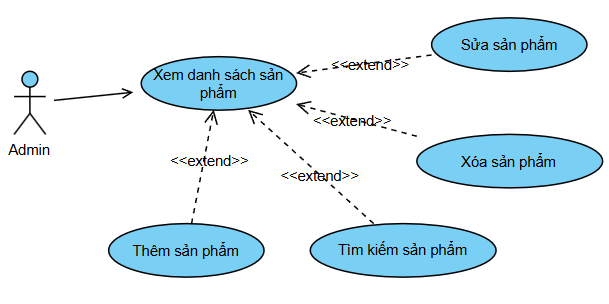 Sửa sản phẩm
<<extend>>
Xem danh sách sản
phẩm
<<extend>>
Admin
Xóa sản phẩm
<<extend>>
<<extend>>
Thêm sản phẩm
Tìm kiếm sản phẩm